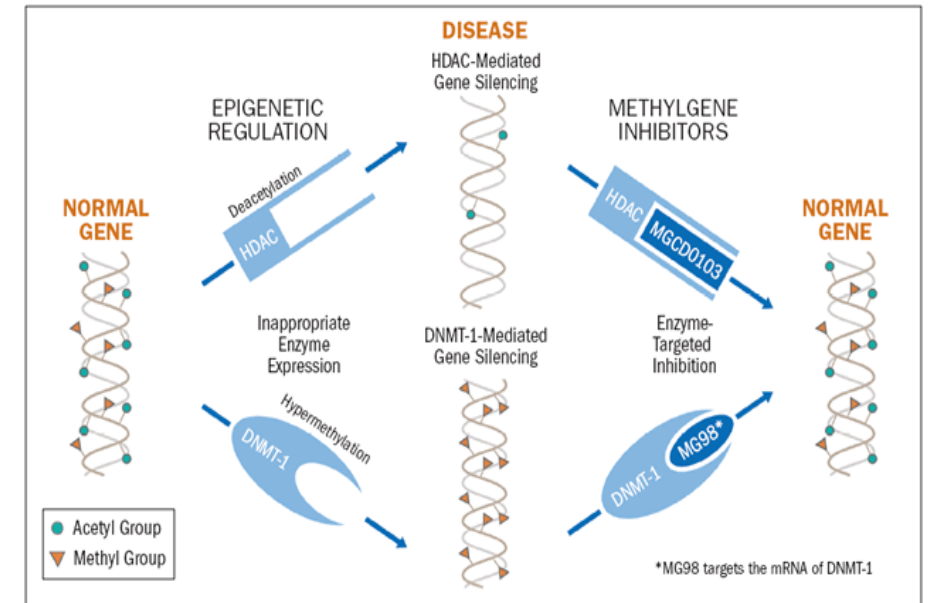 DISEASE
HDAC-Mediated
Gene Silencing
EPIGENETIC
REGULATION
METHYLGENE
INHIBITORS
Deacetylation
HDAC
HDAC
MGCD0103
NORMAL
GENE
NORMAL
GENE
Inappropriate
Enzyme
Expression
DNMT-1-Mediated
Gene Silencing
Enzyme-
Targeted
Inhibition
Hypermethylation
DNMT-1
MG98*
DNMT-1
Acetyl Group
Methyl Group
*MG98 targets the mRNA of DNMT-1